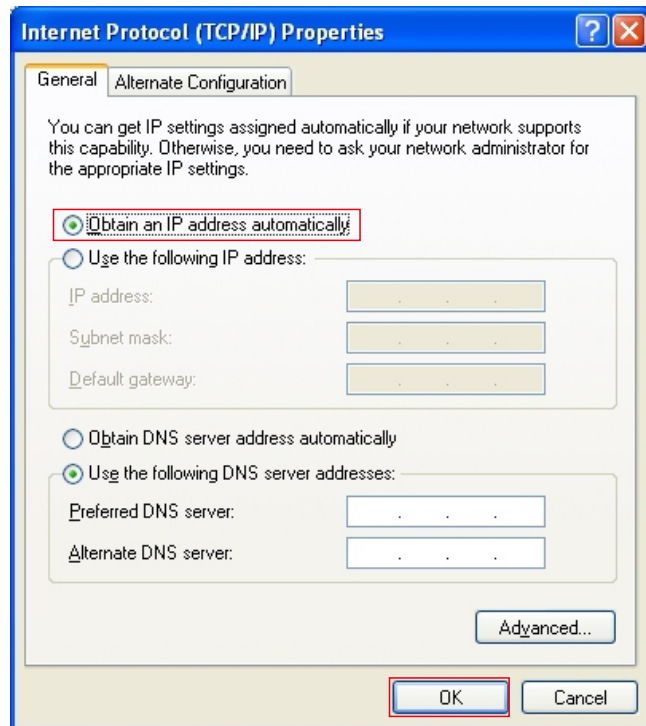 Internet Protocol (TCP/IP) Properties
General
Alternate Configuration
You can get IP settings assigned automatically if your network supports
this capability. Otherwise, you need to ask your network administrator for
the appropriate IP settings.
Obtain an IP address automatically
Use the following IP address:
IP address:
Subnet mask:
Default gateway:
Obtain DNS server address automatically
Use the following DNS server addresses:
Preferred DNS server:
Alternate DNS server:
Advanced...
OK
Cancel